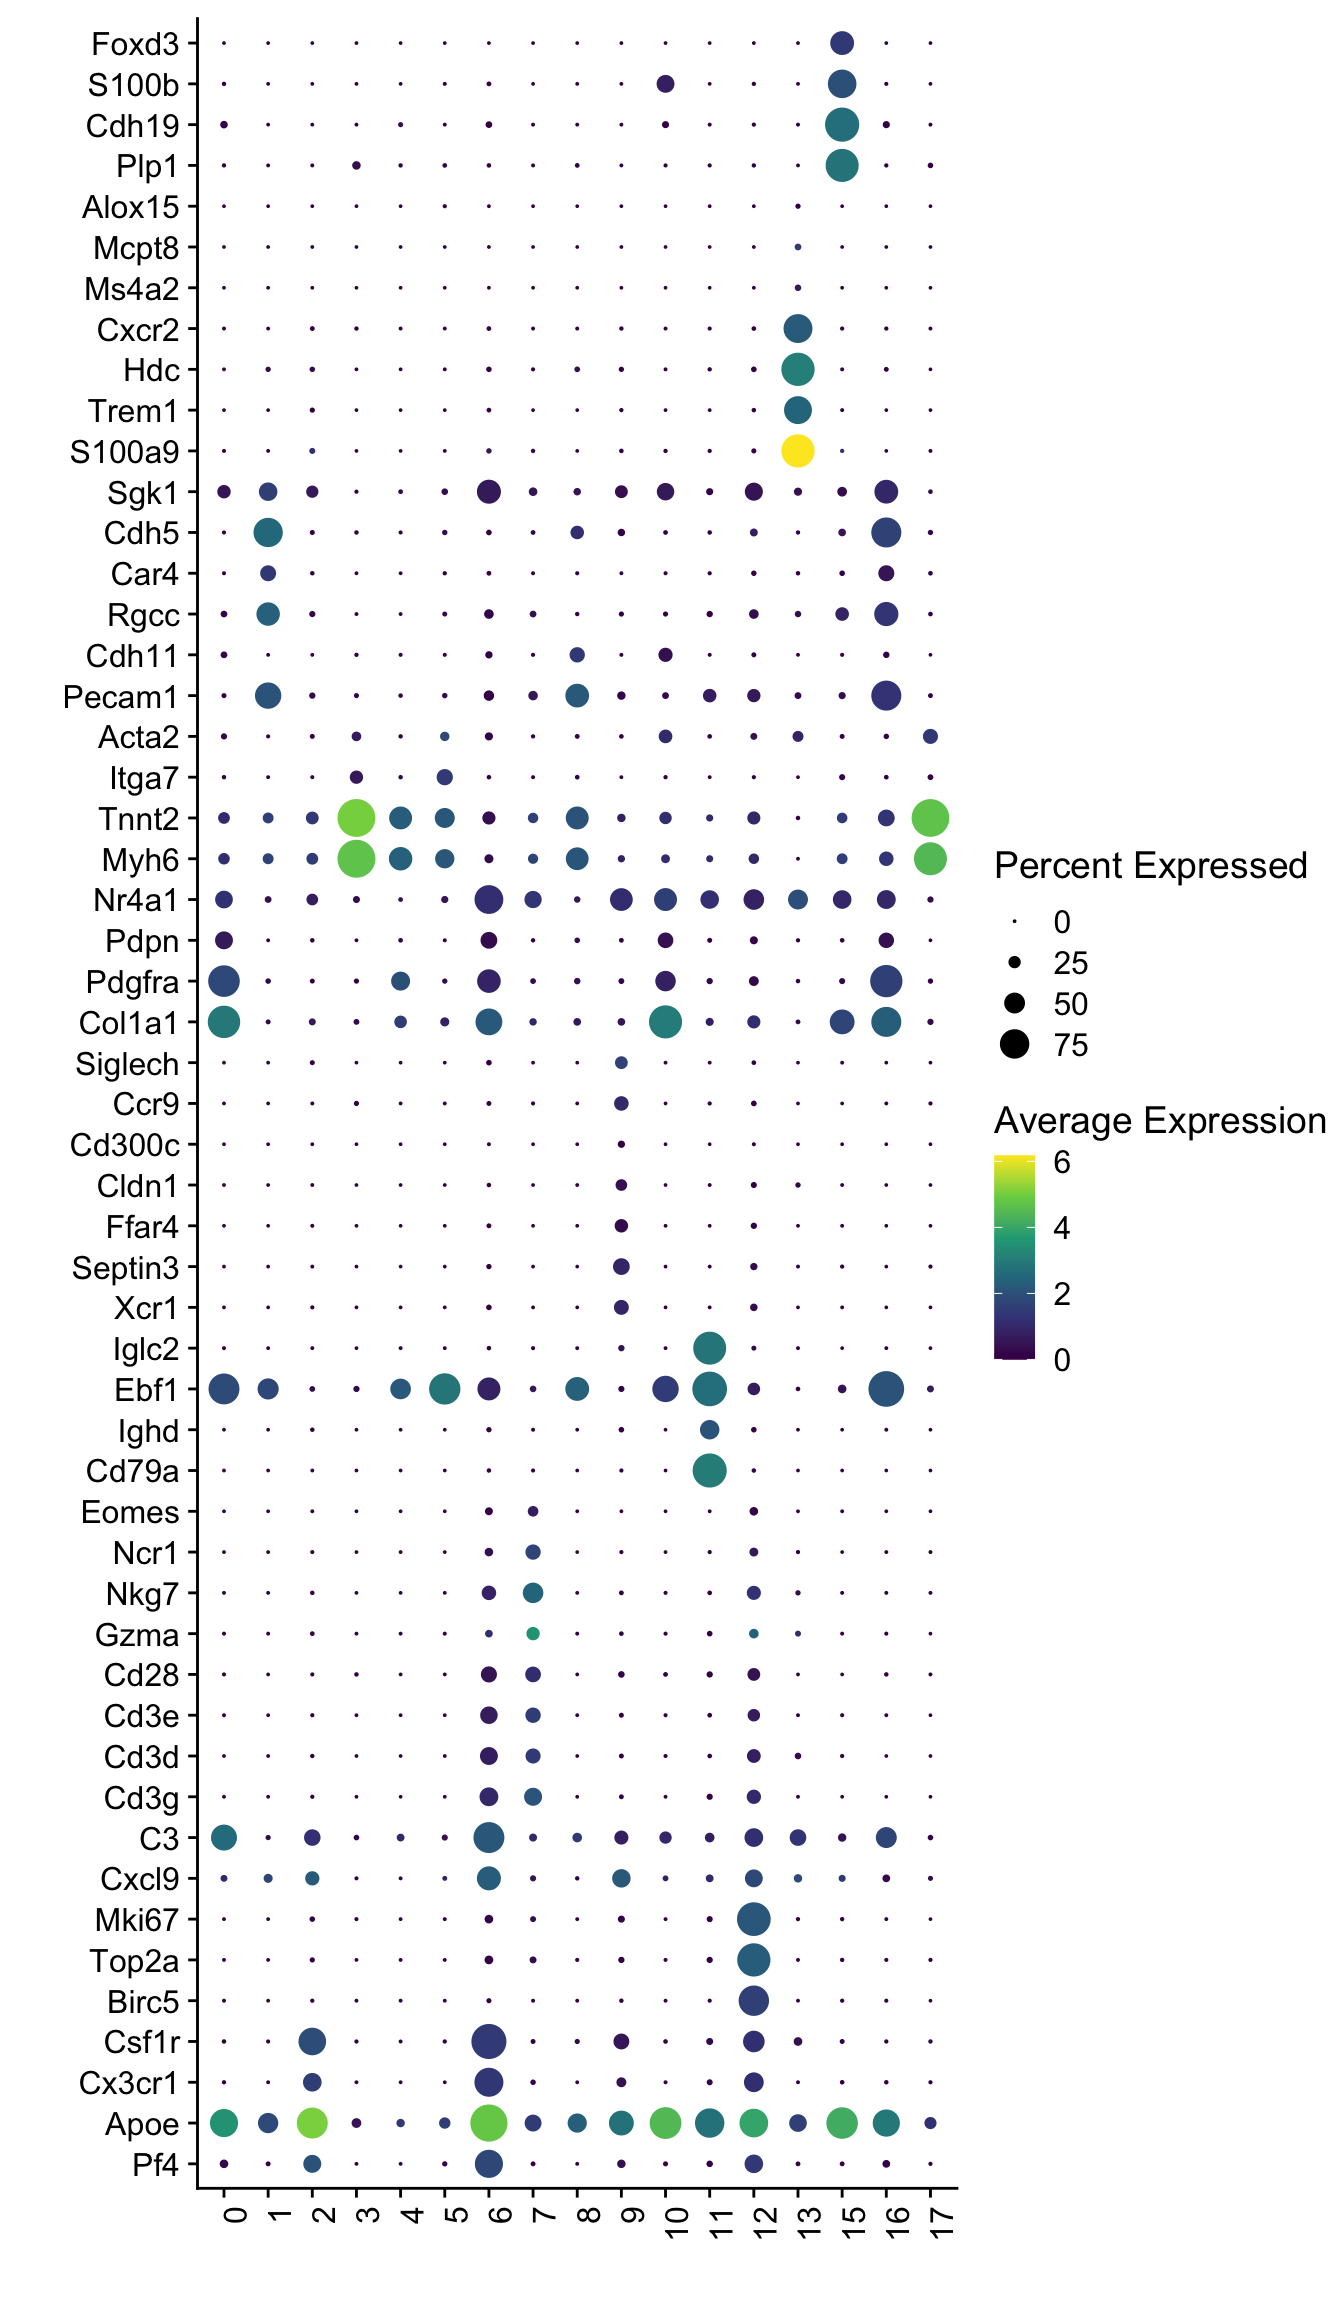 Foxd3
S100b
Cdh19
Plp1
Alox15
Mcpt8
Ms4a2
Cxcr2
Hdc
Trem1
S100a9
Sgk1
Cdh5
Car4
Rgcc
Cdh11
Pecam1
Acta2
Itga7
Tnnt2
Myh6
Nr4a1
Pdpn
Pdgfra
Col1a1
Siglech
Ccr9
Cd300c
Cldn1
Ffar4
Septin3
Xcr1
Iglc2
Ebf1
Ighd
Cd79a
Eomes
Ncr1
Nkg7
Gzma
Cd28
Cd3e
Cd3d
Cd3g
C3
Cxcl9
Mki67
Top2a
Birc5
Csf1r
Cx3cr1
Apoe
Pf4
0 1 2 3 4 5 6 7 8 9 10 11 12 13 15 16 17
Percent Expressed
0
25
50
75
Average Expression
6
4
2
0